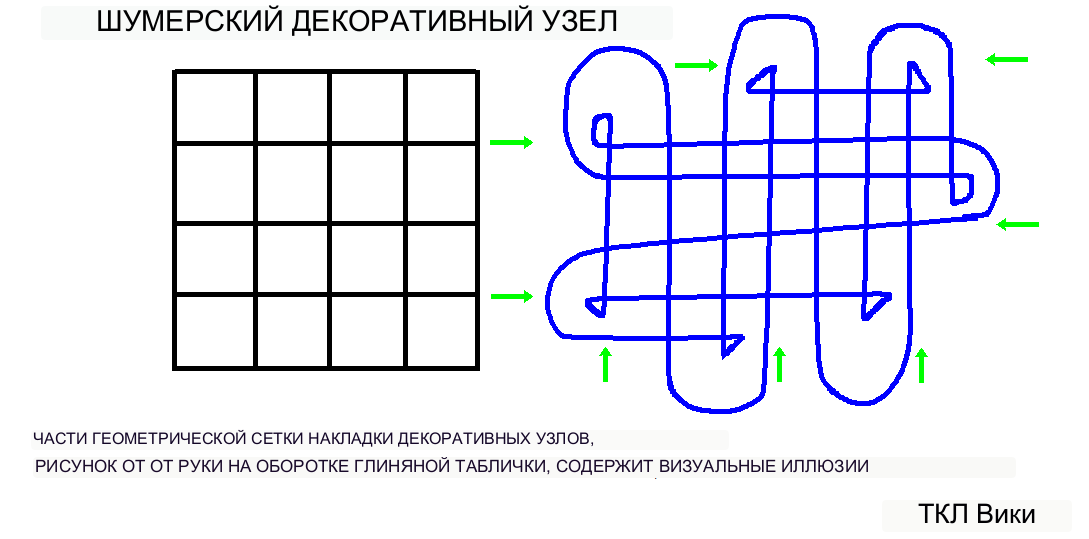 ШУМЕРСКИЙ ДЕКОРАТИВНЫЙ УЗЕЛ
ЧАСТИ ГЕОМЕТРИЧЕСКОЙ СЕТКИ НАКЛАДКИ ДЕКОРАТИВНЫХ УЗЛОВ,
РИСУНОК ОТ ОТ РУКИ НА ОБОРОТКЕ ГЛИНЯНОЙ ТАБЛИЧКИ, СОДЕРЖИТ ВИЗУАЛЬНЫЕ ИЛЛЮЗИИ
ТКЛ Вики